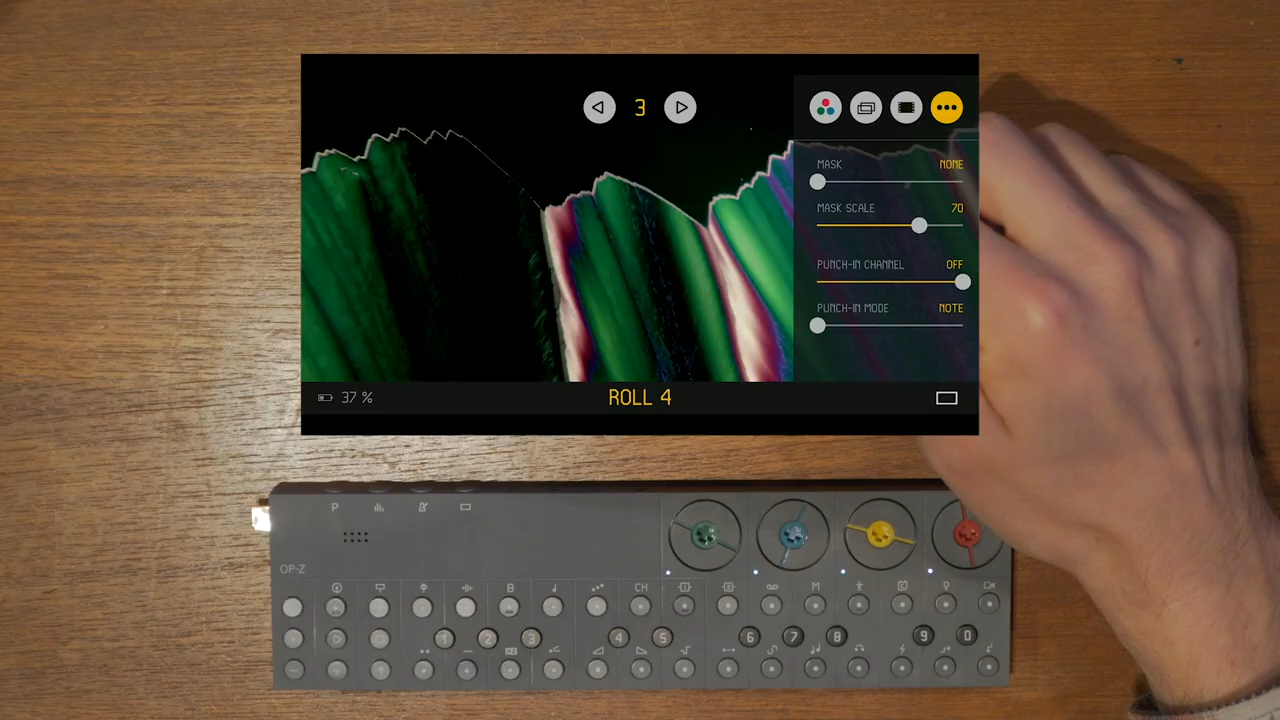 3
MASK NONE
MASK SCALE 70
PUNCH-IN CHANNEL OFF
PUNCH-IN MODE NOTE
37 %
ROLL 4
P
OP-Z
B CH M
1 2 3 4 5 6 7 8 9 0